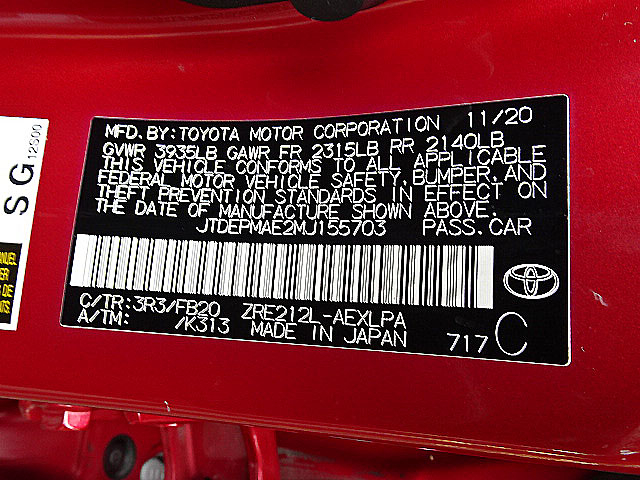 MFD. BY: TOYOTA MOTOR CORPORATION 11/20
GVWR 3935LB GAWR FR 2315LB RR 2140LB
THIS VEHICLE CONFORMS TO ALL APPLICABLE
FEDERAL MOTOR VEHICLE SAFETY, BUMPER, AND
THEFT PREVENTION STANDARDS IN EFFECT ON
THE DATE OF MANUFACTURE SHOWN ABOVE.
JTDEPMAE2MJ155703 PASS. CAR
C/TR: 3R3/FB20 ZRE212L-AEXLPA
A/TM: /K313 MADE IN JAPAN 717 C
SG 12S00